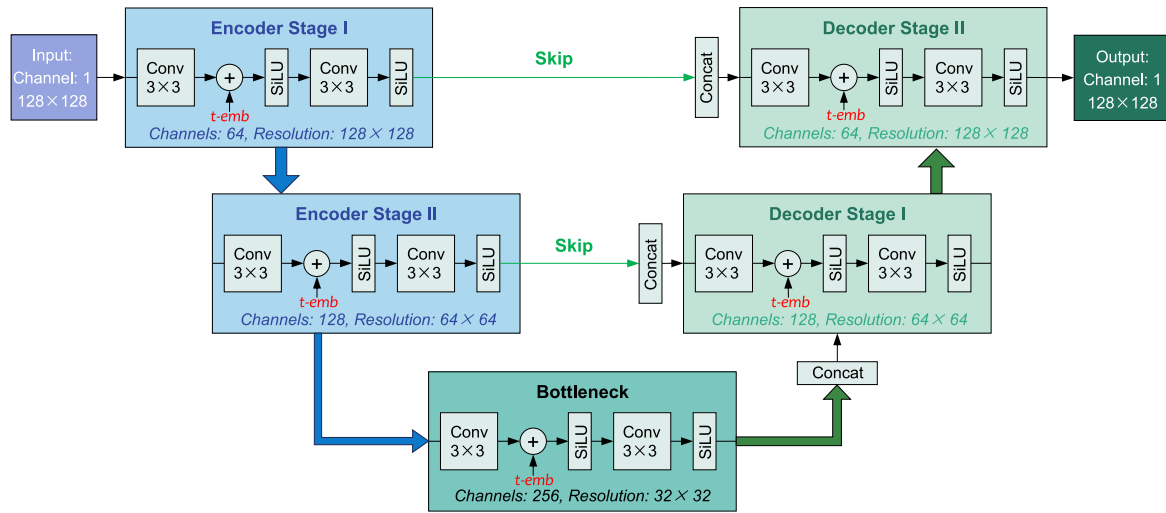 Input:
Channel: 1
128×128
Encoder Stage I
Conv
3×3
+
SiLU
Conv
3×3
SiLU
t-emb
Channels: 64, Resolution: 128× 128
Skip
Concat
Decoder Stage II
Conv
3×3
+
SiLU
Conv
3×3
SiLU
t-emb
Channels: 64, Resolution: 128× 128
Output:
Channel: 1
128×128
Encoder Stage II
Conv
3×3
+
SiLU
Conv
3×3
SiLU
t-emb
Channels: 128, Resolution: 64× 64
Skip
Concat
Decoder Stage I
Conv
3×3
+
SiLU
Conv
3×3
SiLU
t-emb
Channels: 128, Resolution: 64× 64
Concat
Bottleneck
Conv
3×3
+
SiLU
Conv
3×3
SiLU
t-emb
Channels: 256, Resolution: 32× 32